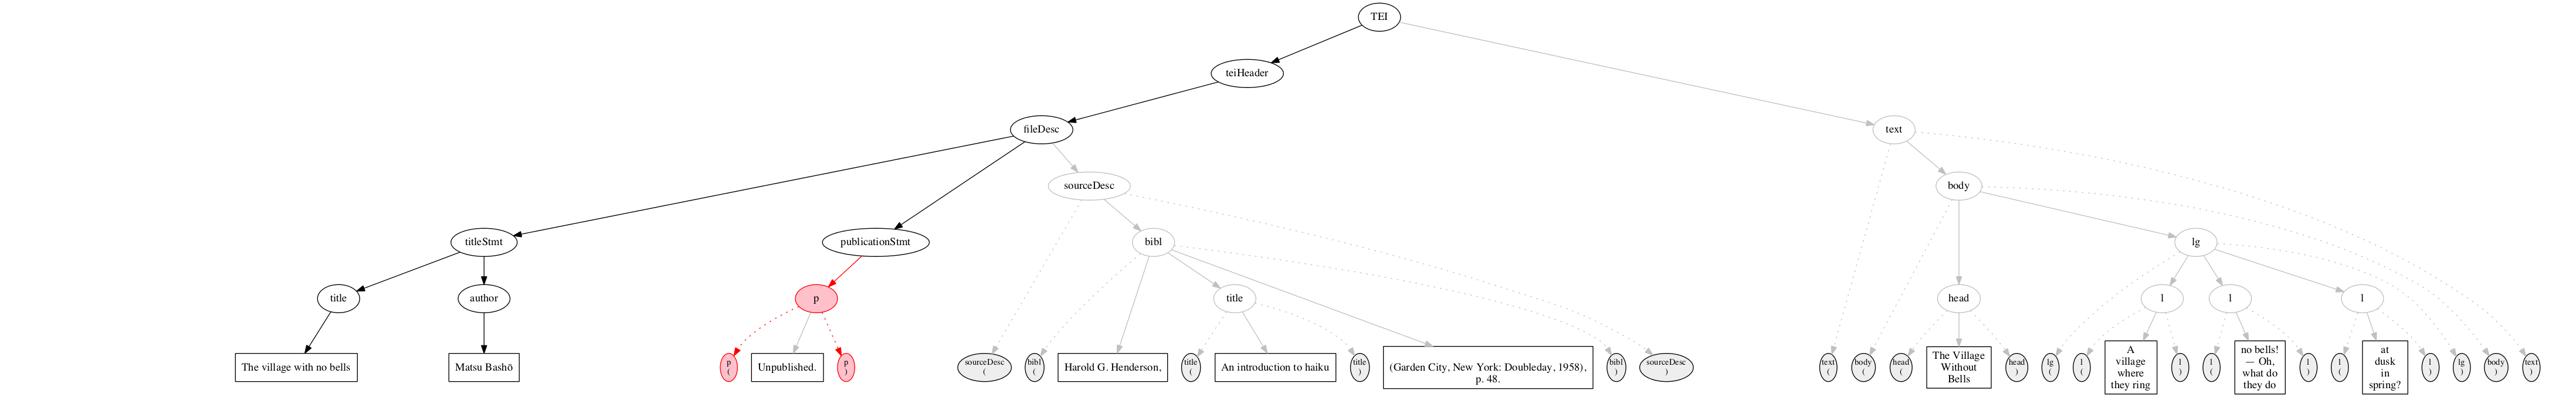 TEI
teiHeader
fileDesc
text
sourceDesc
body
titleStmt
publicationStmt
bibl
lg
title
author
p
title
head
l
l
l
The village with no bells
Matsu Bashō
p
(
Unpublished.
p
)
sourceDesc
(
bibl
(
Harold G. Henderson,
title
(
An introduction to haiku
title
)
(Garden City, New York: Doubleday, 1958),
p. 48.
bibl
)
sourceDesc
)
text
(
body
(
head
(
The Village
Without
Bells
head
)
lg
(
l
(
A
village
where
they ring
l
)
l
(
no bells!
— Oh,
what do
they do
l
)
l
(
at
dusk
in
spring?
l
)
lg
)
body
)
text
)